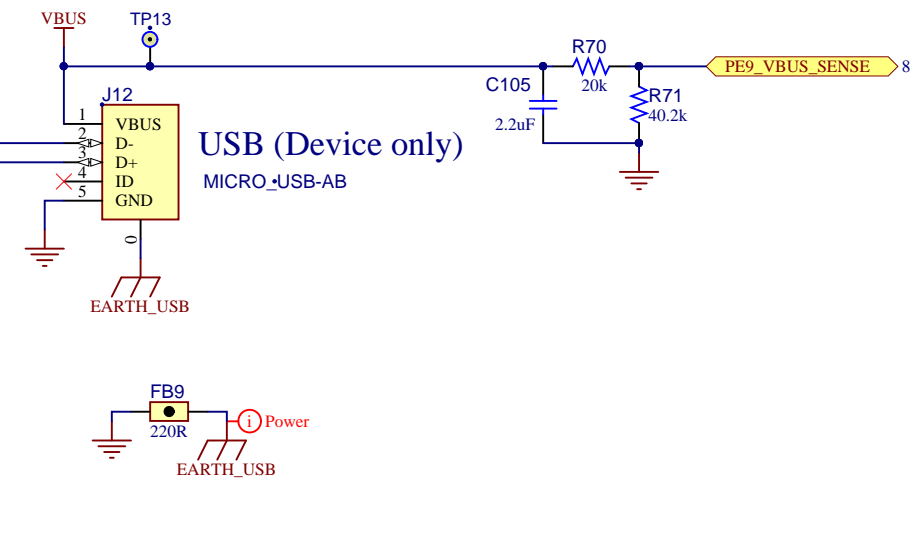 VBUS
TP13
R70
PE9_VBUS_SENSE
8
C105
20k
R71
40.2k
2.2uF
J12
1
VBUS
2
D-
3
D+
4
ID
5
GND
0
USB (Device only)
MICRO_USB-AB
EARTH_USB
FB9
220R
i
Power
EARTH_USB